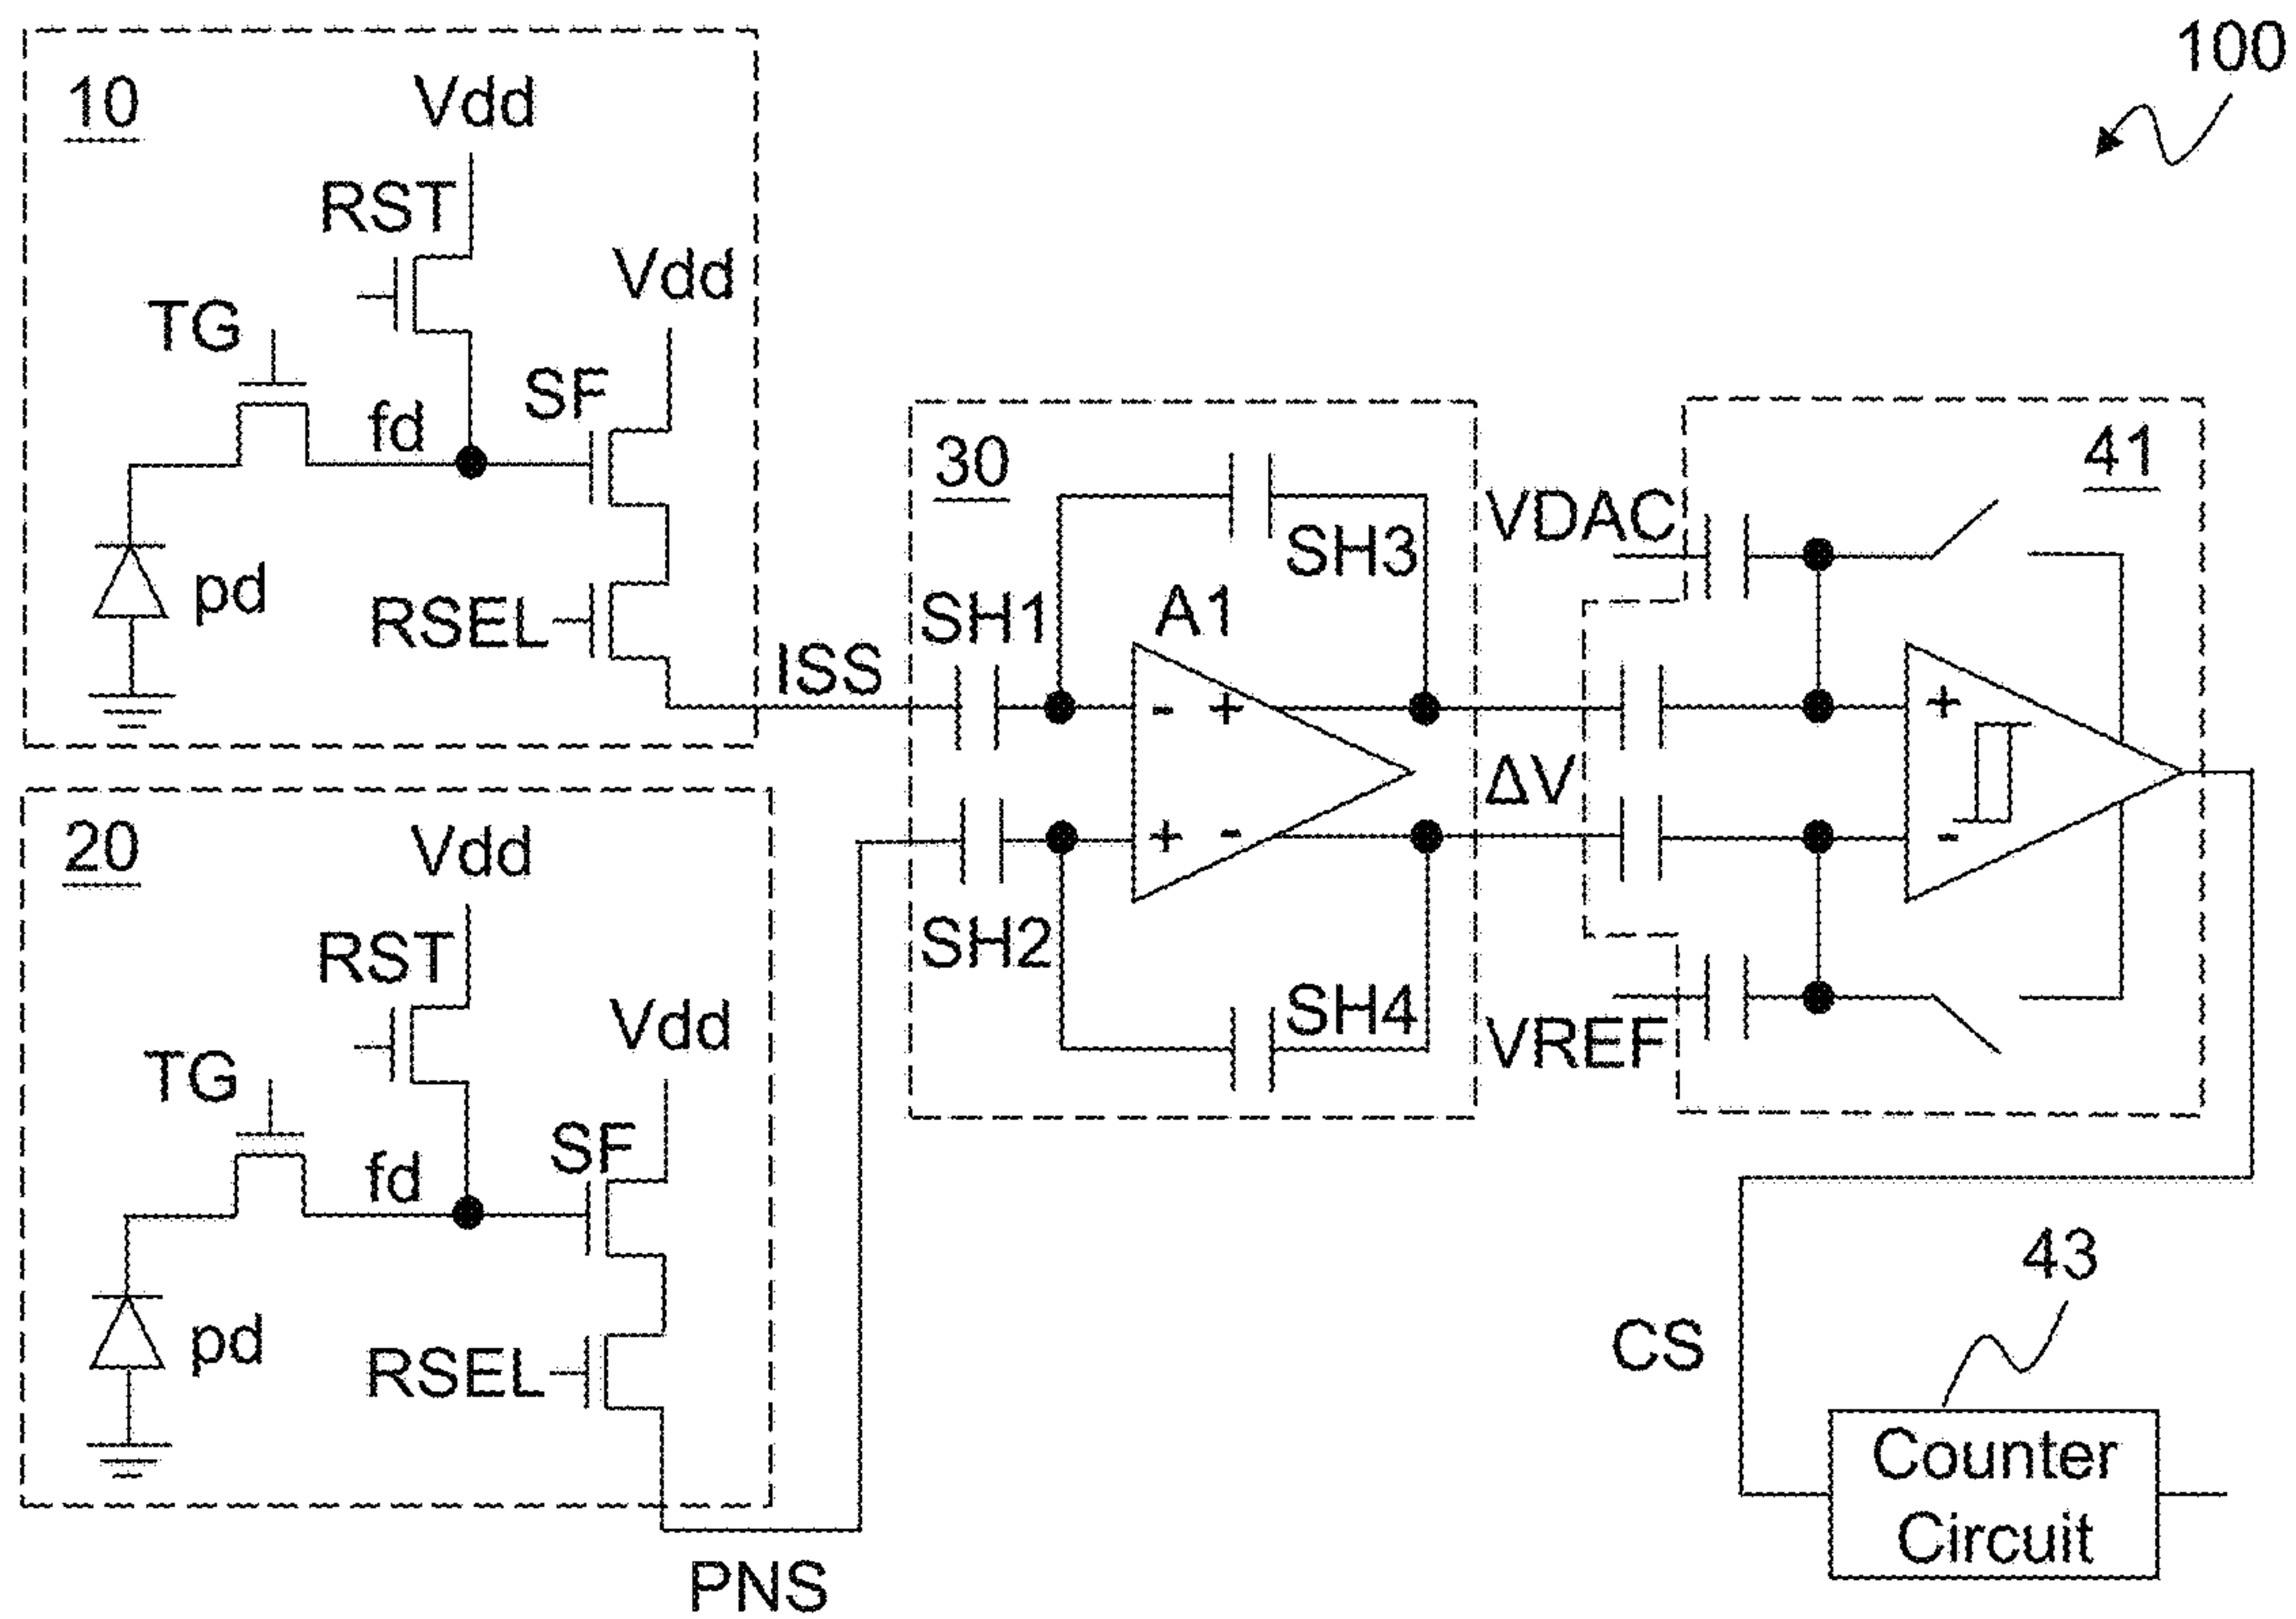 100
10
Vdd
RST
Vdd
TG
SF
fd
pd
RSEL
ISS
20
Vdd
RST
Vdd
TG
SF
fd
pd
RSEL
PNS
30
SH3
SH1
A1
- +
+ -
SH2
SH4
ΔV
41
VDAC
+
-
VREF
CS
43
Counter
Circuit